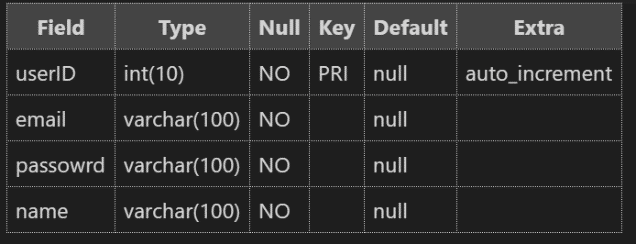 Field Type Null Key Default Extra
userID int(10) NO PRI null auto_increment
email varchar(100) NO null
passowrd varchar(100) NO null
name varchar(100) NO null